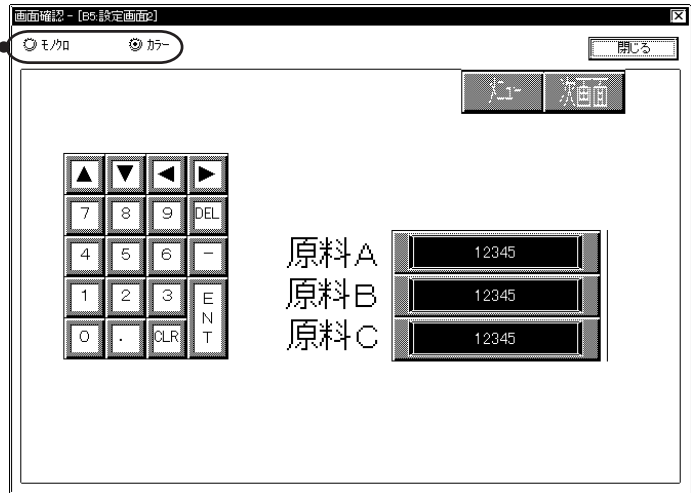 画面確認 - [B5:設定画面2]
モノクロ カラー 閉じる
メニュー 次画面
▲ ▼ ◀ ▶
7 8 9 DEL
4 5 6 -
1 2 3 ENT
0 . CLR
原料A 12345
原料B 12345
原料C 12345